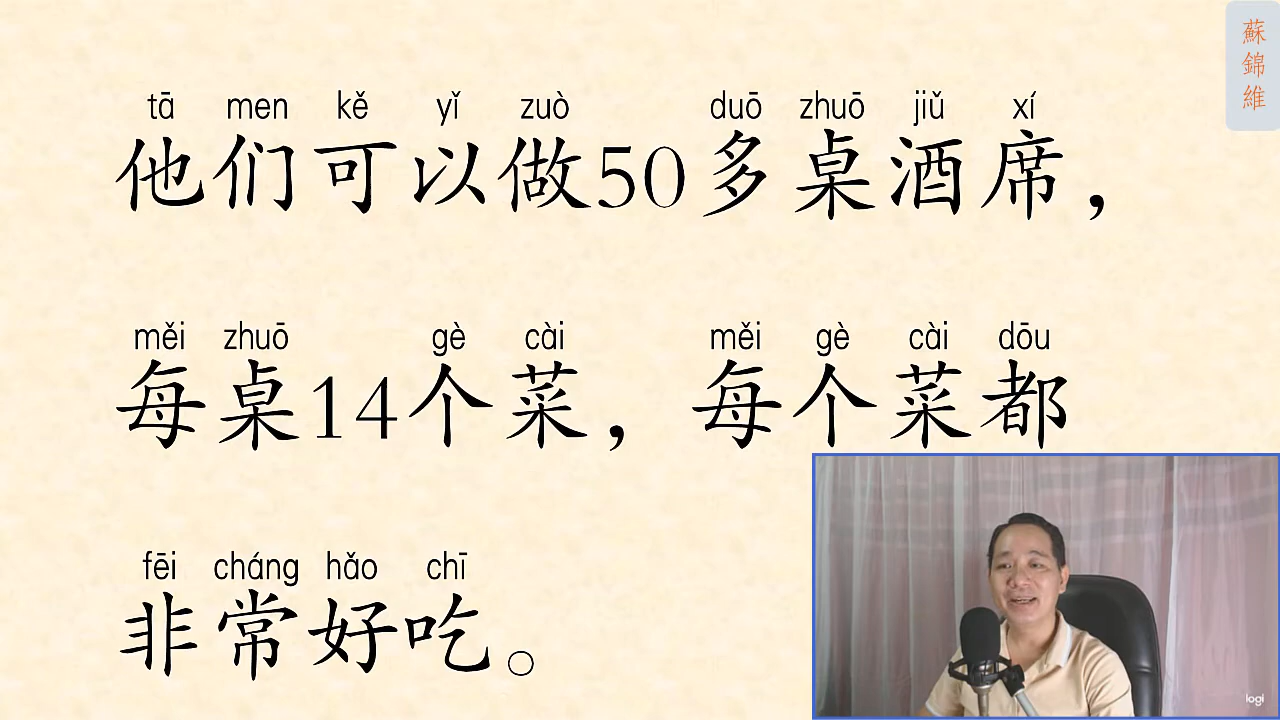 tā men kě yǐ zuò duō zhuō jiǔ xí
他们可以做50多桌酒席，
měi zhuō gè cài měi gè cài dōu
每桌14个菜，每个菜都
fēi cháng hǎo chī
非常好吃。
蘇錦維
logi